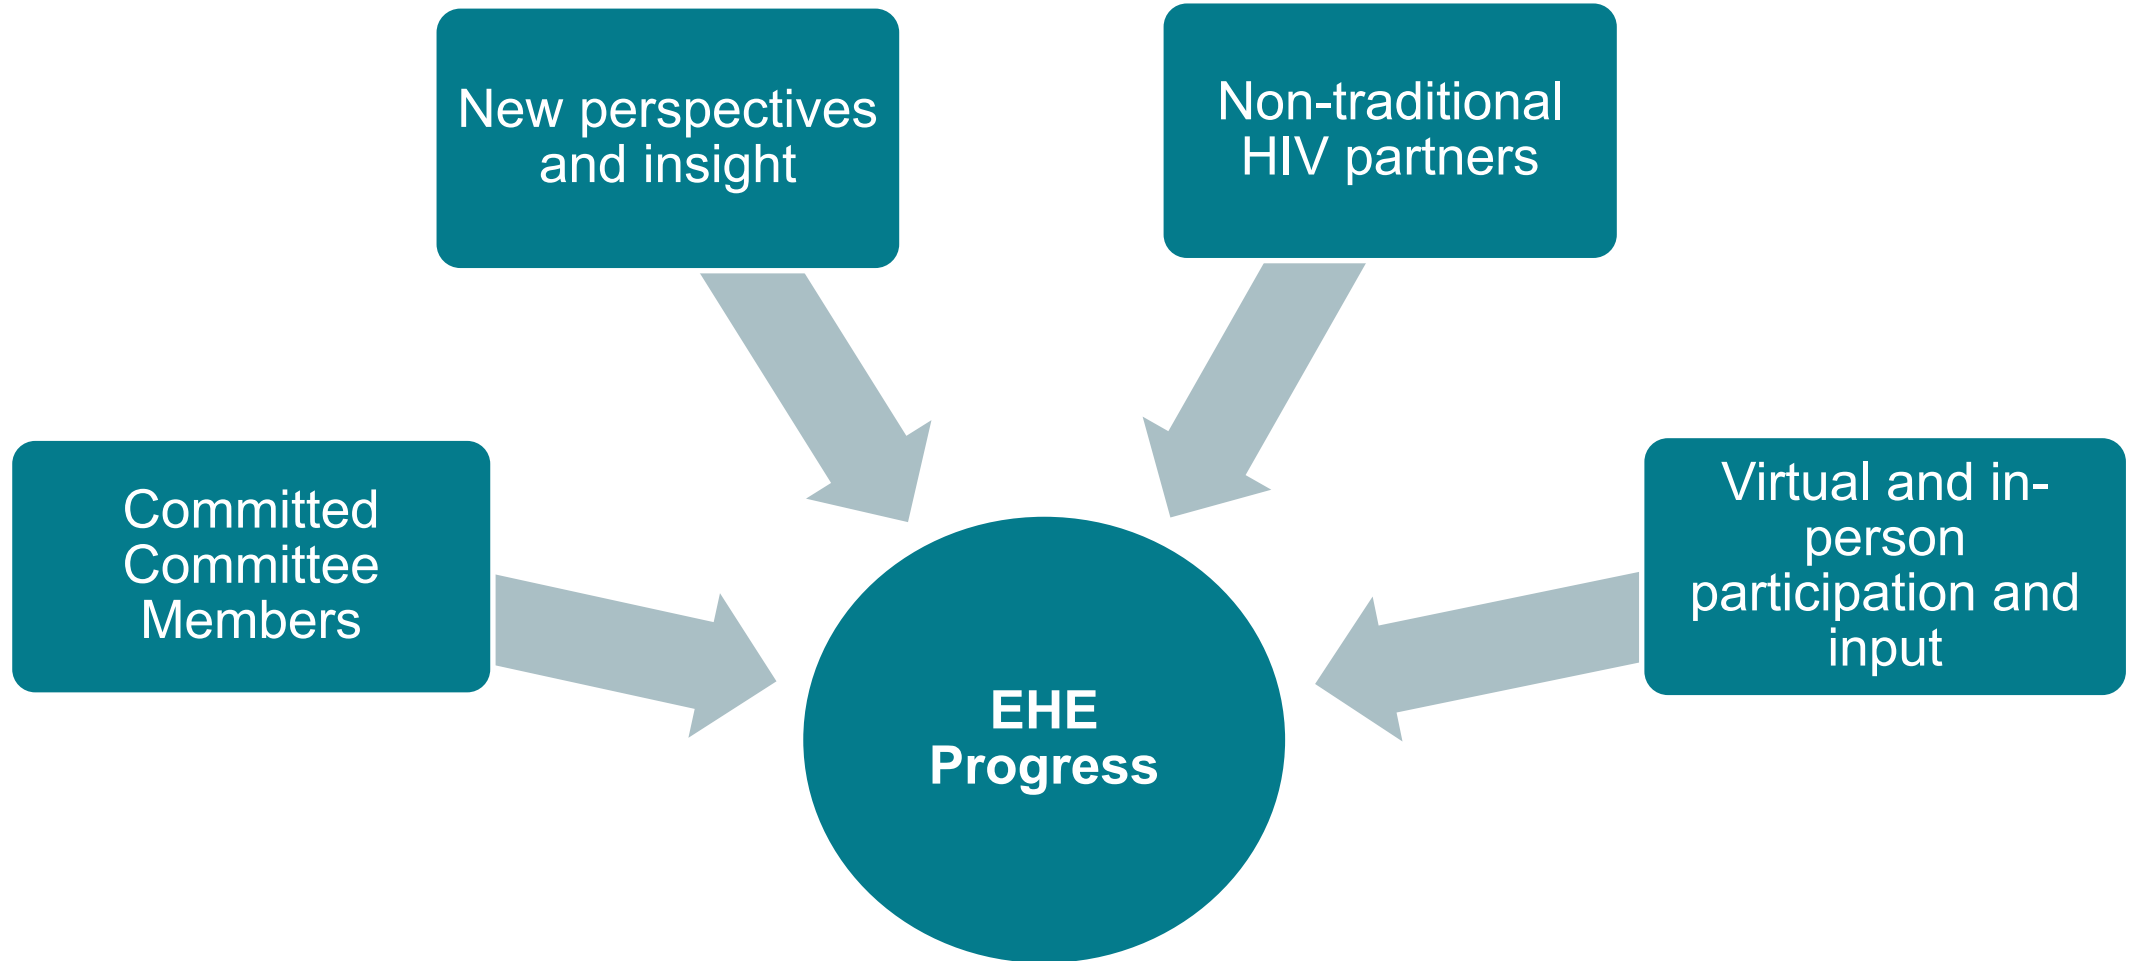 New perspectives
and insight
Non-traditional
HIV partners
Committed
Committee
Members
Virtual and in-
person
participation and
input
EHE
Progress